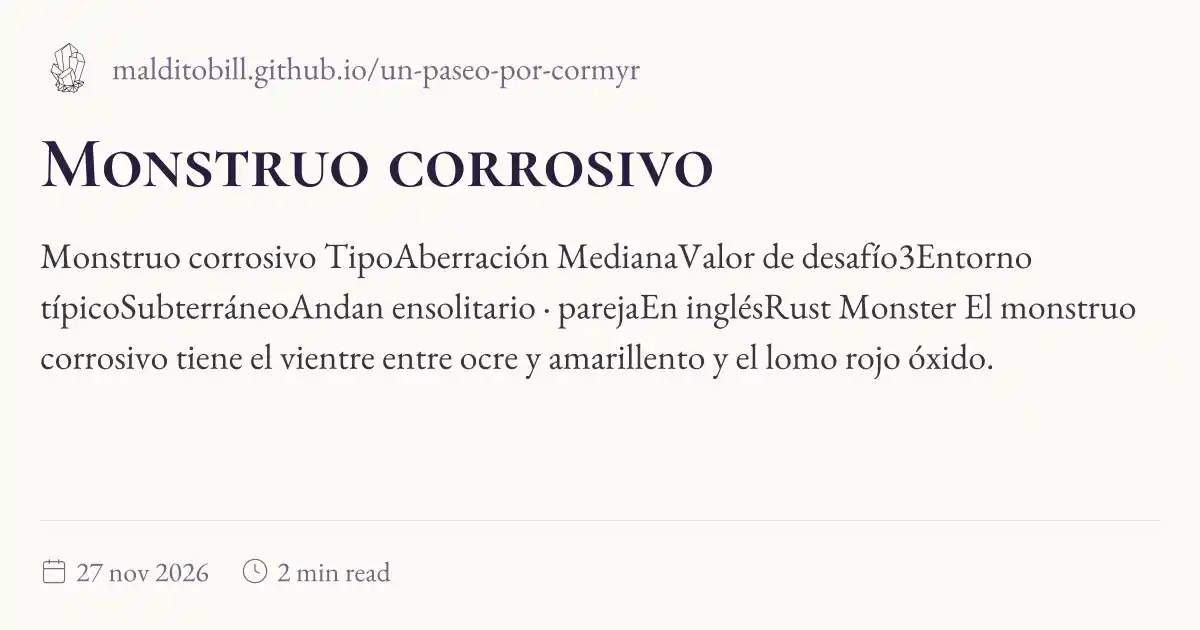 malditobill.github.io/un-paseo-por-cormyr
Monstruo corrosivo
Monstruo corrosivo TipoAberración MedianaValor de desafío3Entorno
típicoSubterráneoAndan ensolitario · parejaEn inglésRust Monster El monstruo
corrosivo tiene el vientre entre ocre y amarillento y el lomo rojo óxido.
27 nov 2026 2 min read